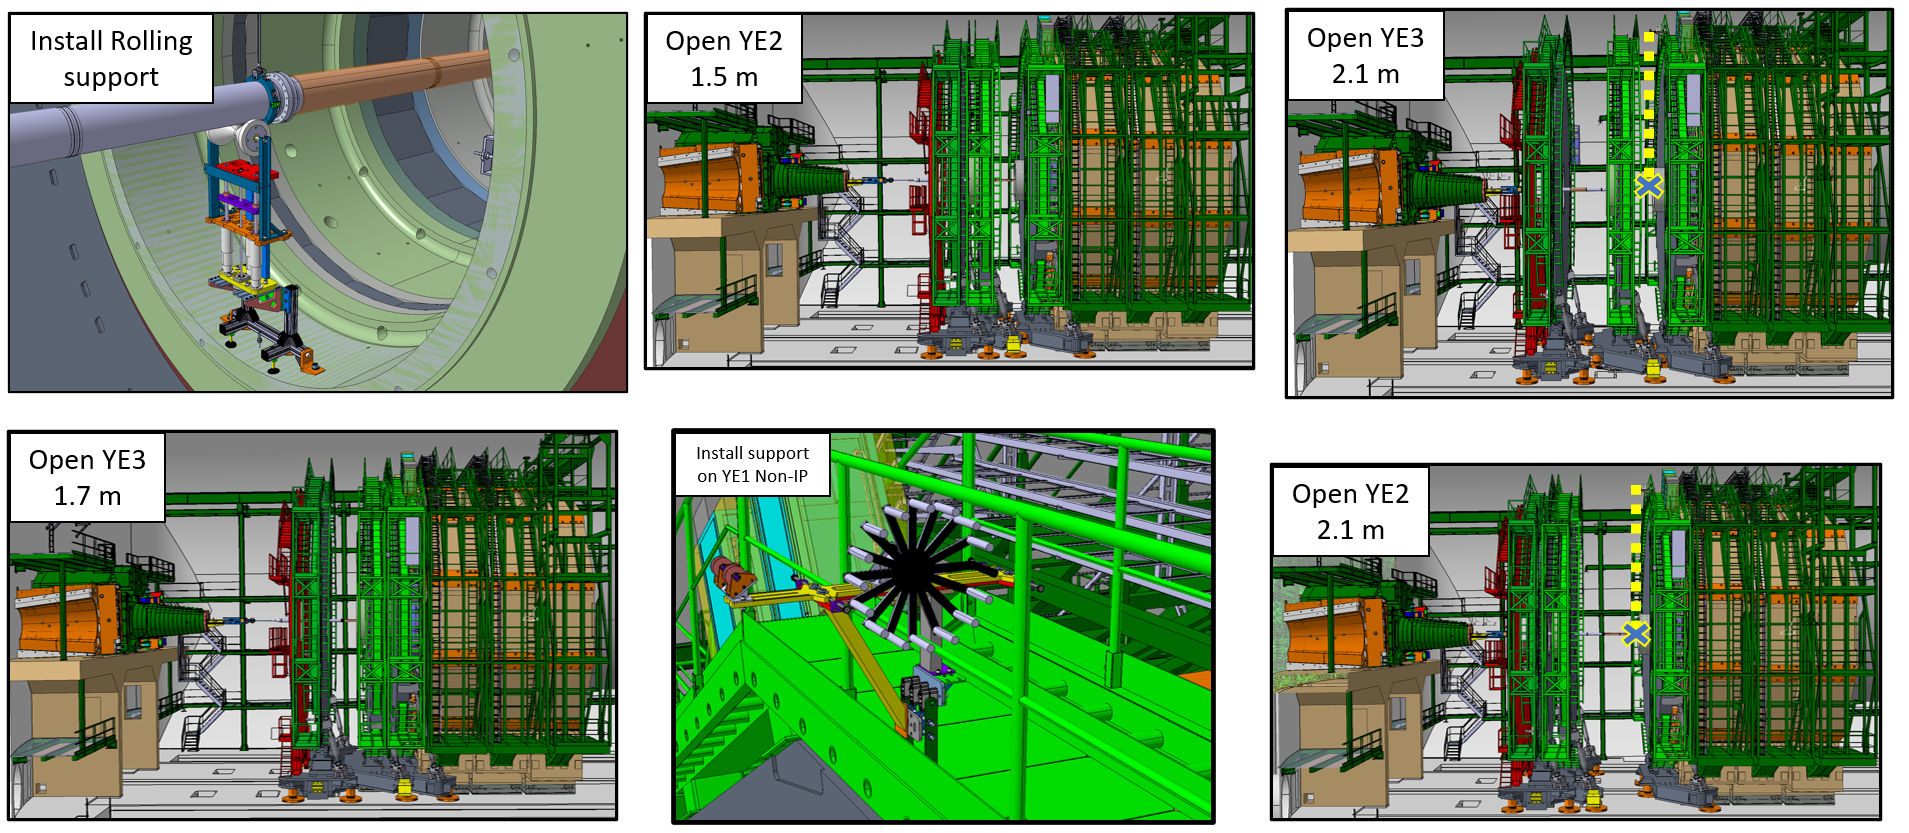 Install Rolling
support
Open YE2
1.5 m
Open YE3
2.1 m
Open YE3
1.7 m
Install support
on YE1 Non-IP
Open YE2
2.1 m